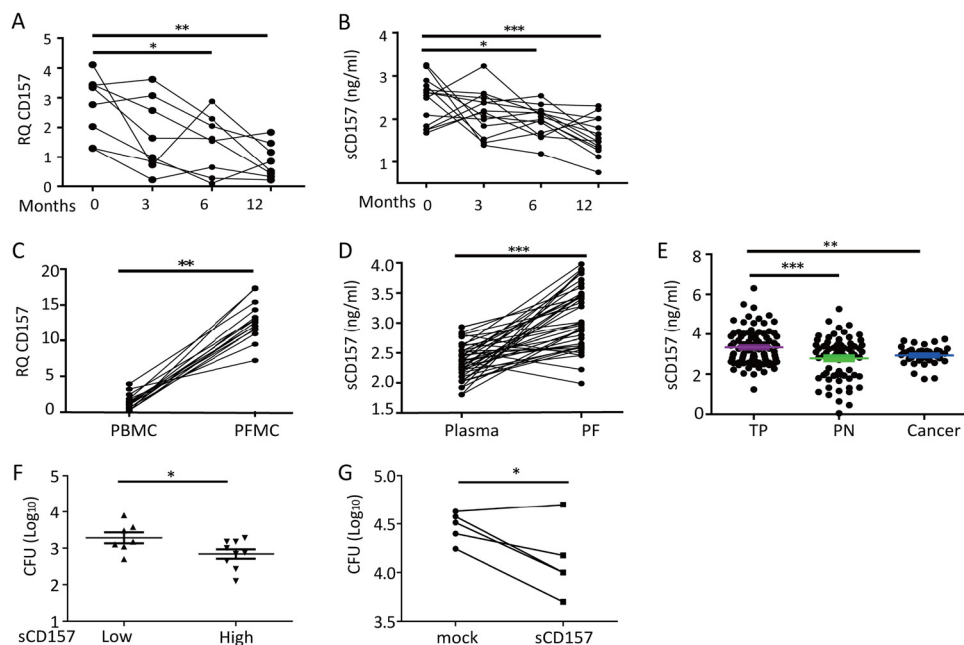 A
**
*
5
4
3
2
1
0
RQ CD157
Months 0 3 6 12
B
***
*
4
3
2
1
sCD157 (ng/ml)
Months 0 3 6 12
C
**
20
15
10
5
0
RQ CD157
PBMC PFMC
D
***
4.0
3.5
3.0
2.5
2.0
1.5
sCD157 (ng/ml)
Plasma PF
E
**
***
8
6
4
2
0
sCD157 (ng/ml)
TP PN Cancer
F
*
5
4
3
2
1
CFU (Log10)
sCD157 Low High
G
*
5.0
4.5
4.0
3.5
CFU (Log10)
mock sCD157